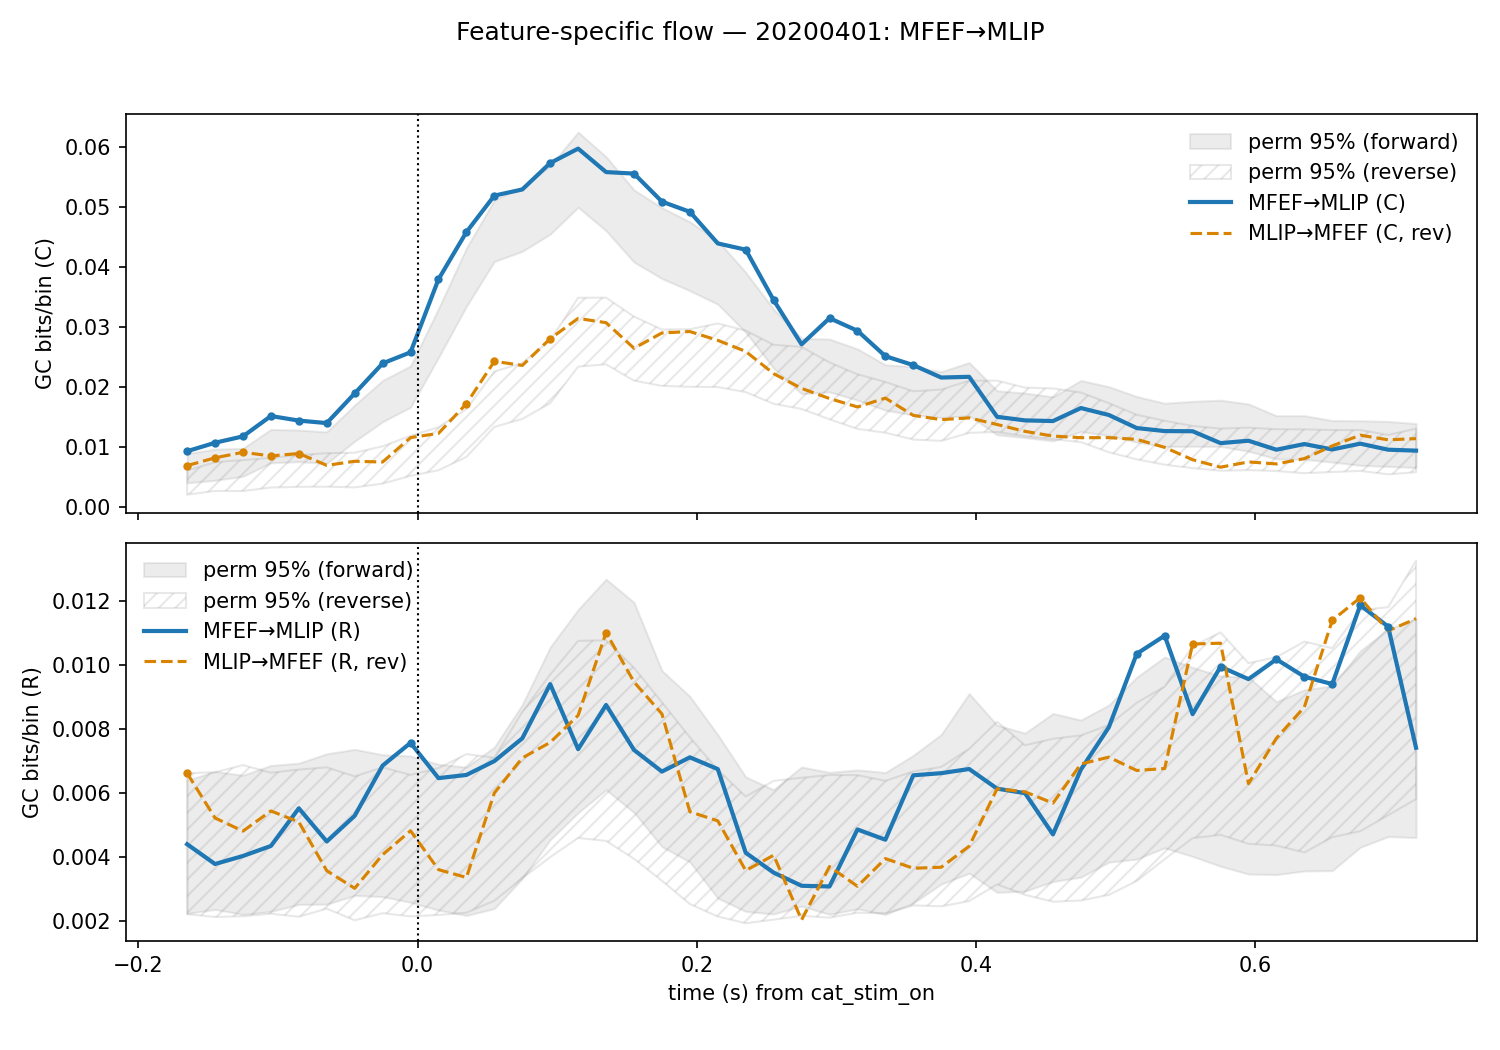 Feature-specific flow — 20200401: MFEF→MLIP
GC bits/bin (C)
0.06
0.05
0.04
0.03
0.02
0.01
0.00
perm 95% (forward)
perm 95% (reverse)
MFEF→MLIP (C)
MLIP→MFEF (C, rev)
GC bits/bin (R)
0.012
0.010
0.008
0.006
0.004
0.002
perm 95% (forward)
perm 95% (reverse)
MFEF→MLIP (R)
MLIP→MFEF (R, rev)
−0.2
0.0
0.2
0.4
0.6
time (s) from cat_stim_on